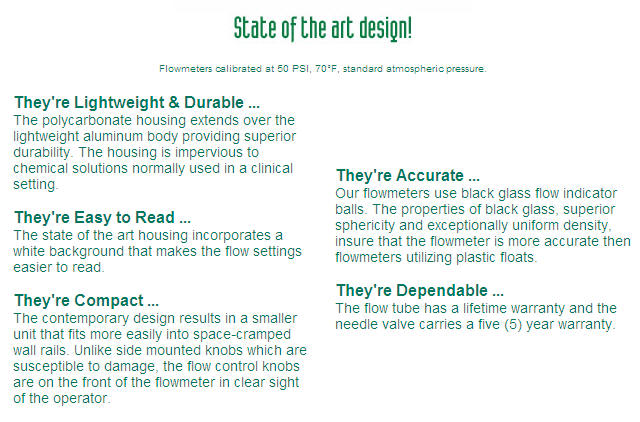 State of the art design!
Flowmeters calibrated at 50 PSI, 70°F, standard atmospheric pressure.
They're Lightweight & Durable ...
The polycarbonate housing extends over the
lightweight aluminum body providing superior
durability. The housing is impervious to
chemical solutions normally used in a clinical
setting.
They're Easy to Read ...
The state of the art housing incorporates a
white background that makes the flow settings
easier to read.
They're Compact ...
The contemporary design results in a smaller
unit that fits more easily into space-cramped
wall rails. Unlike side mounted knobs which are
susceptible to damage, the flow control knobs
are on the front of the flowmeter in clear sight
of the operator.
They're Accurate ...
Our flowmeters use black glass flow indicator
balls. The properties of black glass, superior
sphericity and exceptionally uniform density,
insure that the flowmeter is more accurate then
flowmeters utilizing plastic floats.
They're Dependable ...
The flow tube has a lifetime warranty and the
needle valve carries a five (5) year warranty.